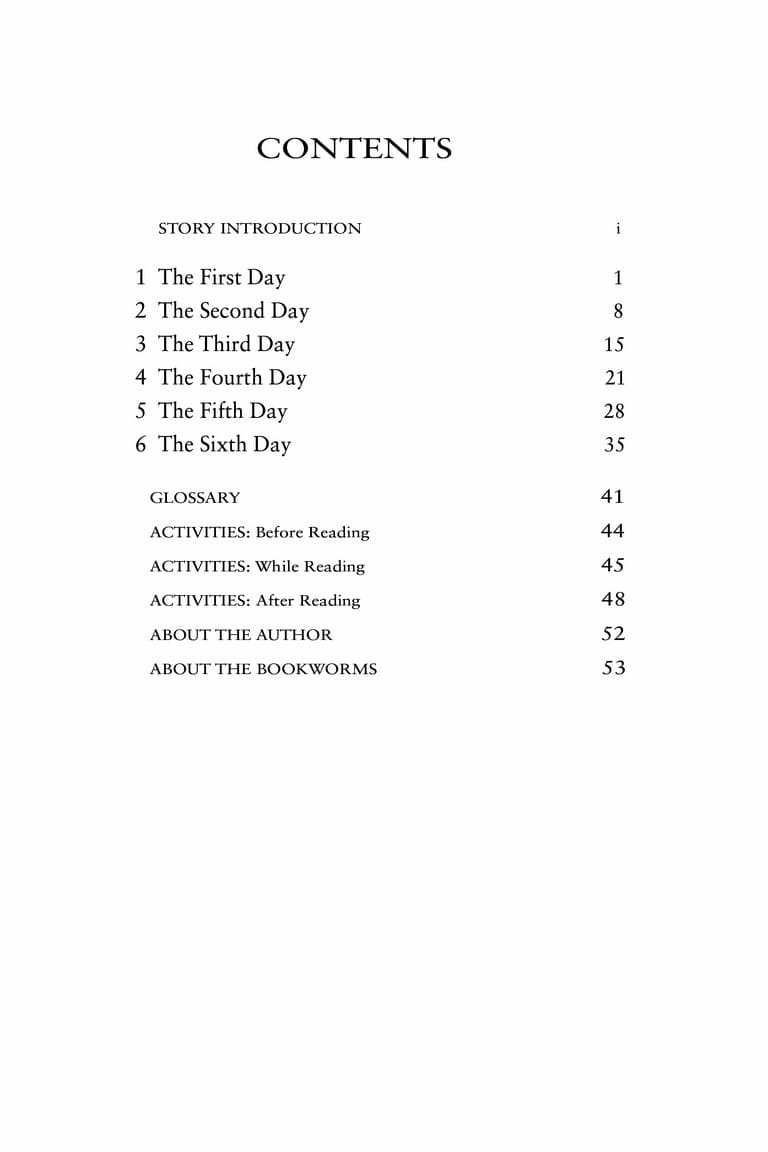 CONTENTS
STORY INTRODUCTION i
1 The First Day 1
2 The Second Day 8
3 The Third Day 15
4 The Fourth Day 21
5 The Fifth Day 28
6 The Sixth Day 35
GLOSSARY 41
ACTIVITIES: Before Reading 44
ACTIVITIES: While Reading 45
ACTIVITIES: After Reading 48
ABOUT THE AUTHOR 52
ABOUT THE BOOKWORMS 53